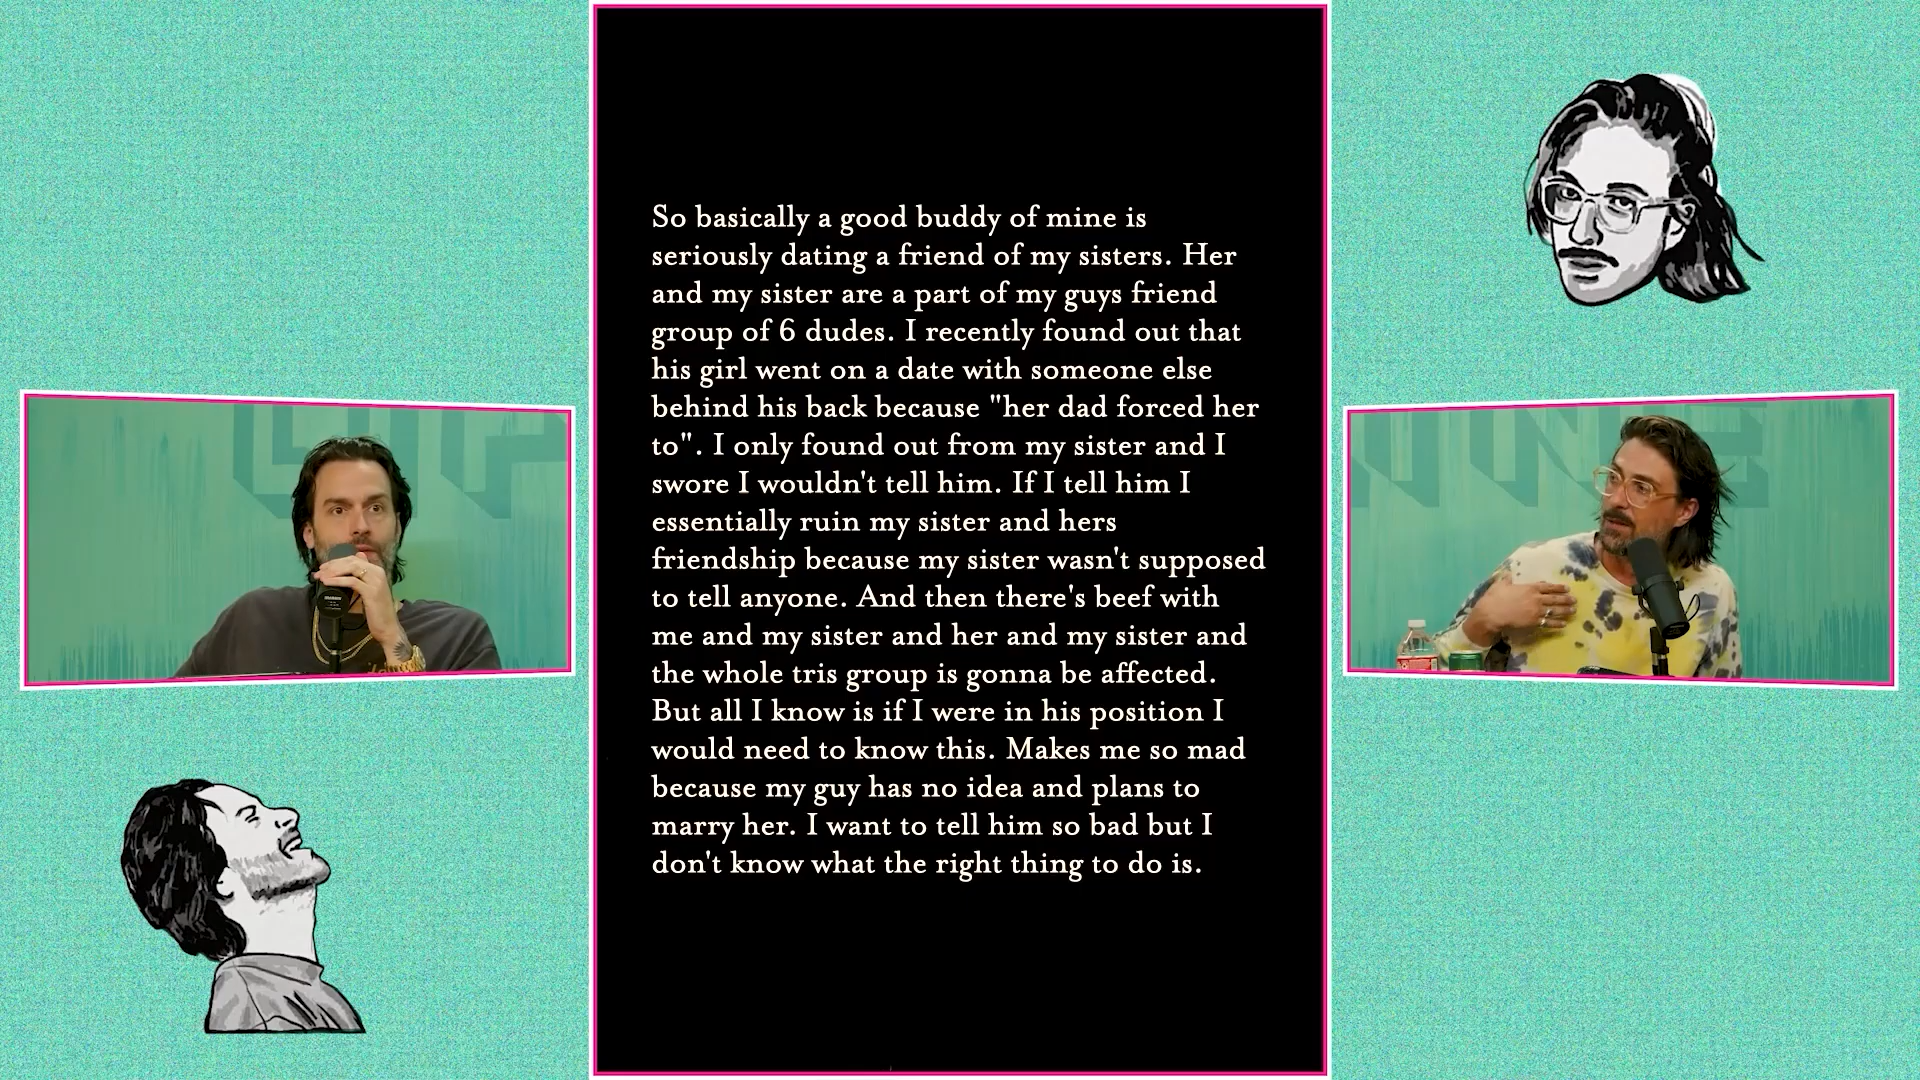 So basically a good buddy of mine is
seriously dating a friend of my sisters. Her
and my sister are a part of my guys friend
group of 6 dudes. I recently found out that
his girl went on a date with someone else
behind his back because "her dad forced her
to". I only found out from my sister and I
swore I wouldn't tell him. If I tell him I
essentially ruin my sister and hers
friendship because my sister wasn't supposed
to tell anyone. And then there's beef with
me and my sister and her and my sister and
the whole tris group is gonna be affected.
But all I know is if I were in his position I
would need to know this. Makes me so mad
because my guy has no idea and plans to
marry her. I want to tell him so bad but I
don't know what the right thing to do is.